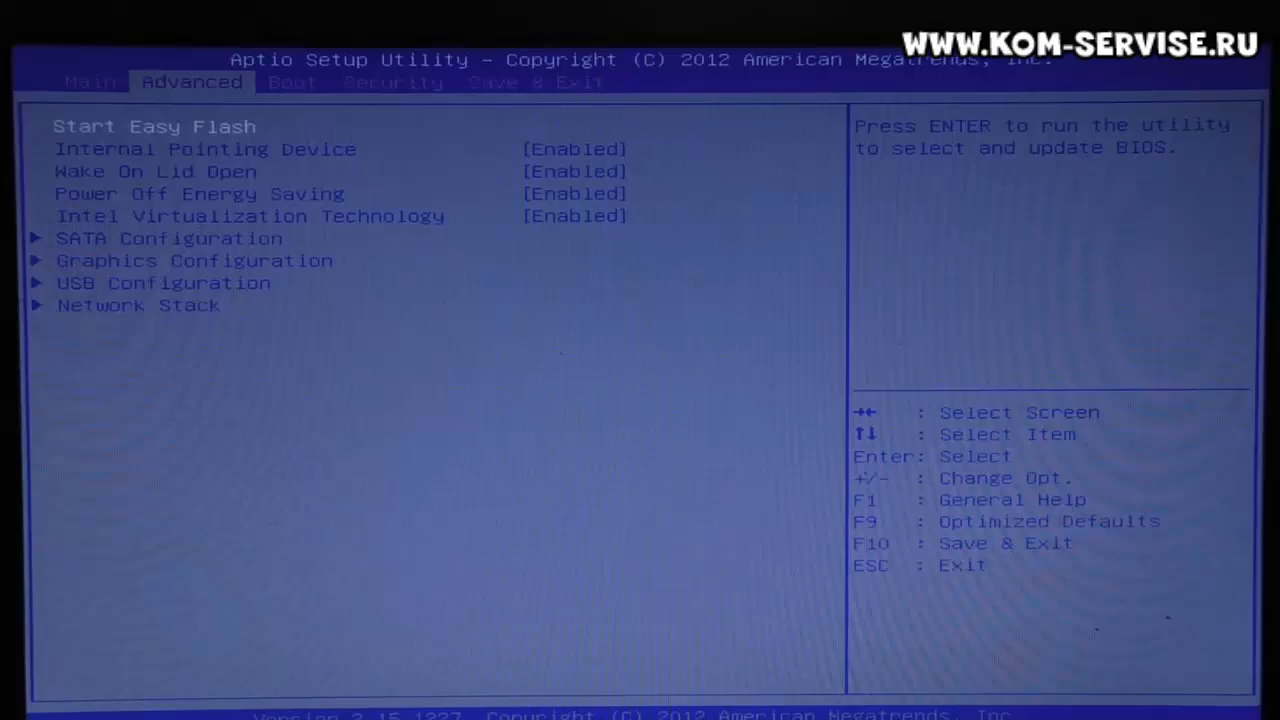 WWW.KOM-SERVISE.RU
Aptio Setup Utility – Copyright (C) 2012 American Megatrends, Inc.
Main Advanced Boot Security Save & Exit
Start Easy Flash
Internal Pointing Device [Enabled]
Wake On Lid Open [Enabled]
Power Off Energy Saving [Enabled]
Intel Virtualization Technology [Enabled]
▶ SATA Configuration
▶ Graphics Configuration
▶ USB Configuration
▶ Network Stack
Press ENTER to run the utility
to select and update BIOS.
→← : Select Screen
↑↓ : Select Item
Enter: Select
+/- : Change Opt.
F1 : General Help
F9 : Optimized Defaults
F10 : Save & Exit
ESC : Exit
Version 2.15.1227. Copyright (C) 2012 American Megatrends, Inc.